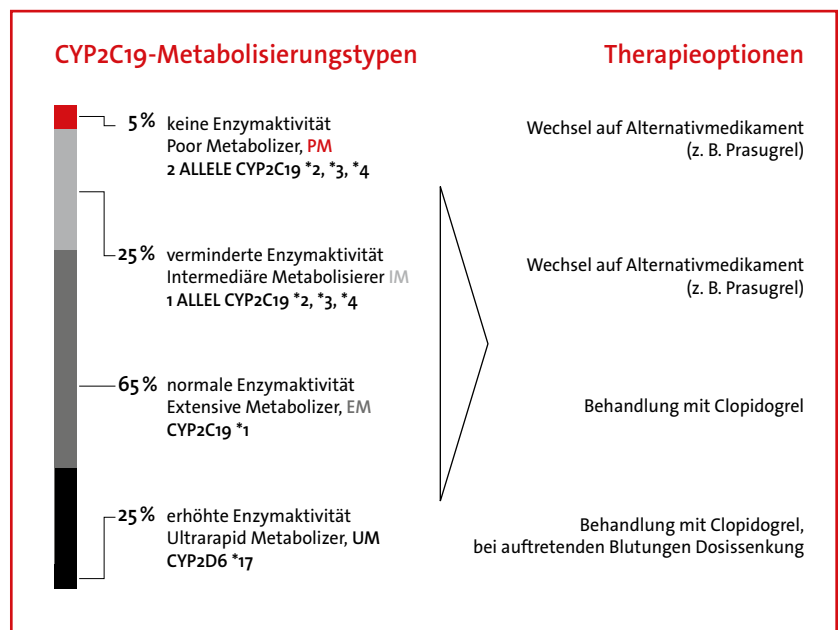 CYP2C19-Metabolisierungstypen
Therapieoptionen
5 % keine Enzymaktivität
Poor Metabolizer, PM
2 ALLELE CYP2C19 *2, *3, *4
Wechsel auf Alternativmedikament
(z. B. Prasugrel)
25 % verminderte Enzymaktivität
Intermediäre Metabolisierer IM
1 ALLEL CYP2C19 *2, *3, *4
Wechsel auf Alternativmedikament
(z. B. Prasugrel)
65 % normale Enzymaktivität
Extensive Metabolizer, EM
CYP2C19 *1
Behandlung mit Clopidogrel
25 % erhöhte Enzymaktivität
Ultrarapid Metabolizer, UM
CYP2D6 *17
Behandlung mit Clopidogrel,
bei auftretenden Blutungen Dosissenkung